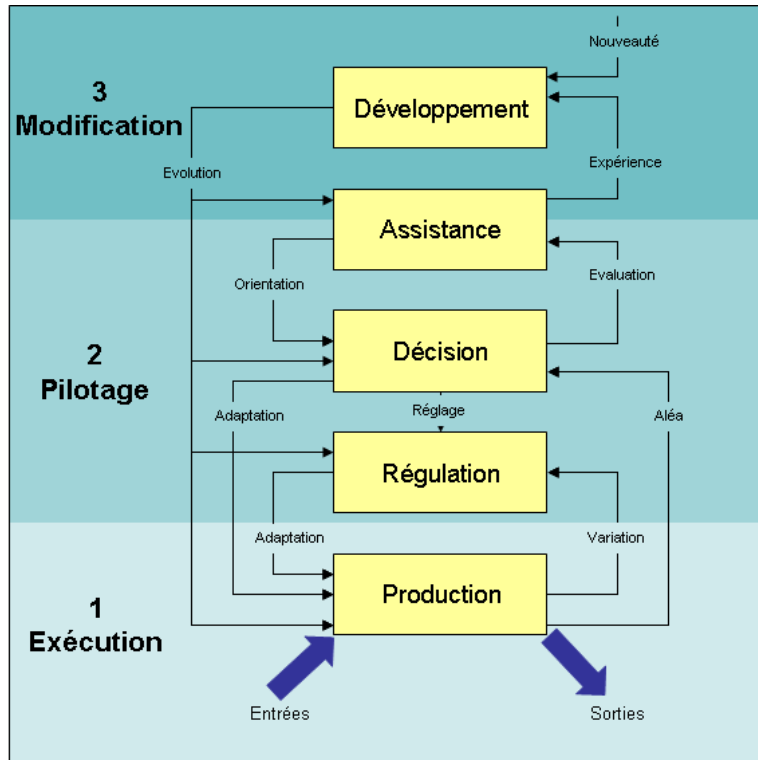 Nouveauté
3
Modification
Développement
Evolution
Expérience
Assistance
Orientation
Evaluation
2
Pilotage
Décision
Adaptation
Réglage
Aléa
Régulation
Adaptation
Variation
1
Exécution
Production
Entrées
Sorties